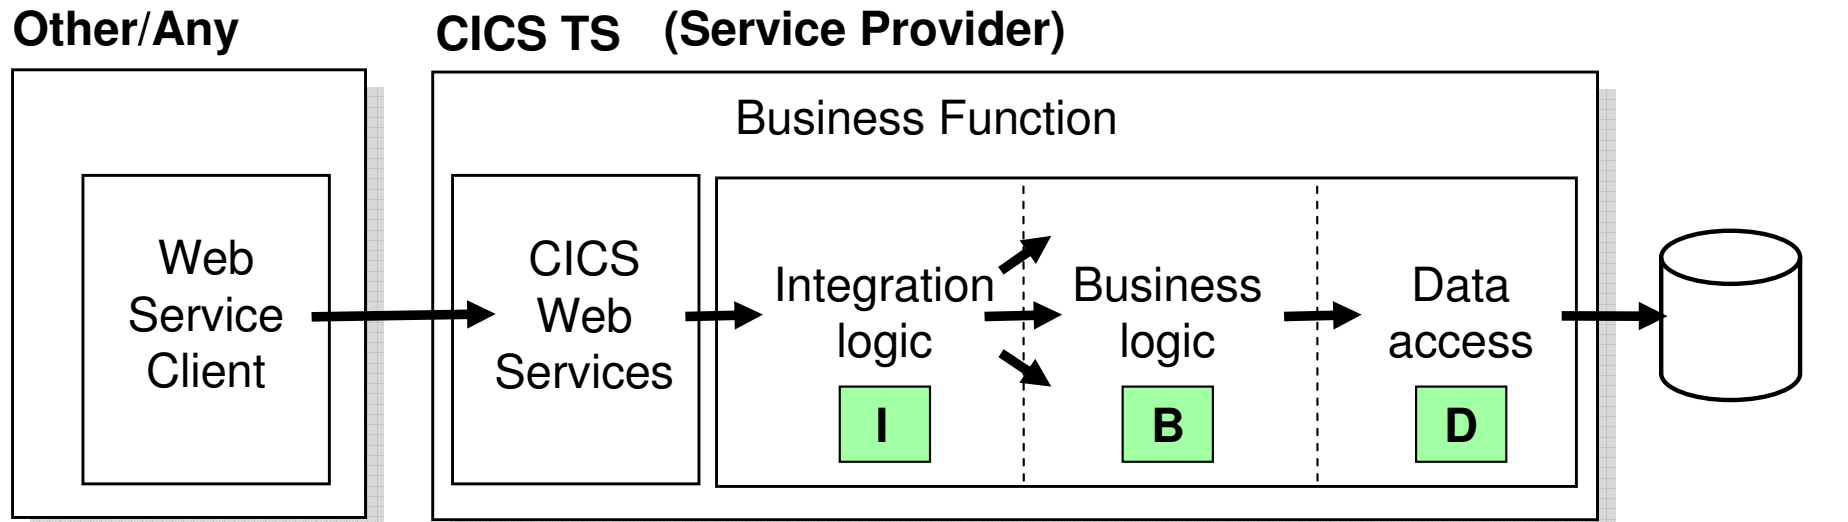 Other/Any
CICS TS (Service Provider)
Business Function
Web
Service
Client
CICS
Web
Services
Integration
logic
I
Business
logic
B
Data
access
D